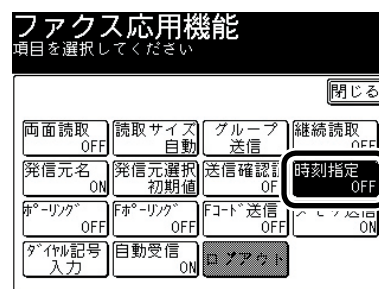 ファクス応用機能
項目を選択してください
閉じる
両面読取 読取サイズ グループ 継続読取
OFF 自動 送信 OFF
発信元名 発信元選択 送信確認 時刻指定
ON 初期値 OF OFF
ﾎﾟｰﾘﾝｸﾞ Fﾎﾟｰﾘﾝｸﾞ Fｺｰﾄﾞ送信 メモリ送信
OFF OFF OFF ON
ﾀﾞｲﾔﾙ記号 自動受信 ログアウト
入力 ON